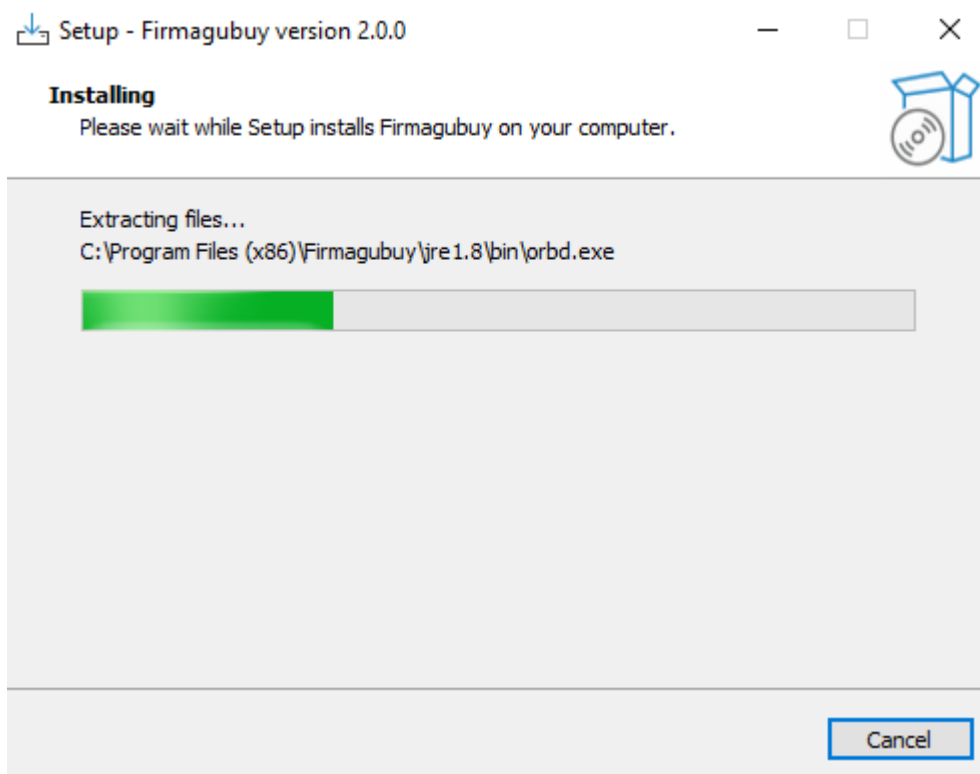 Setup - Firmagubuy version 2.0.0
Installing
Please wait while Setup installs Firmagubuy on your computer.
Extracting files...
C:\Program Files (x86)\Firmagubuy\jre1.8\bin\orbd.exe
Cancel